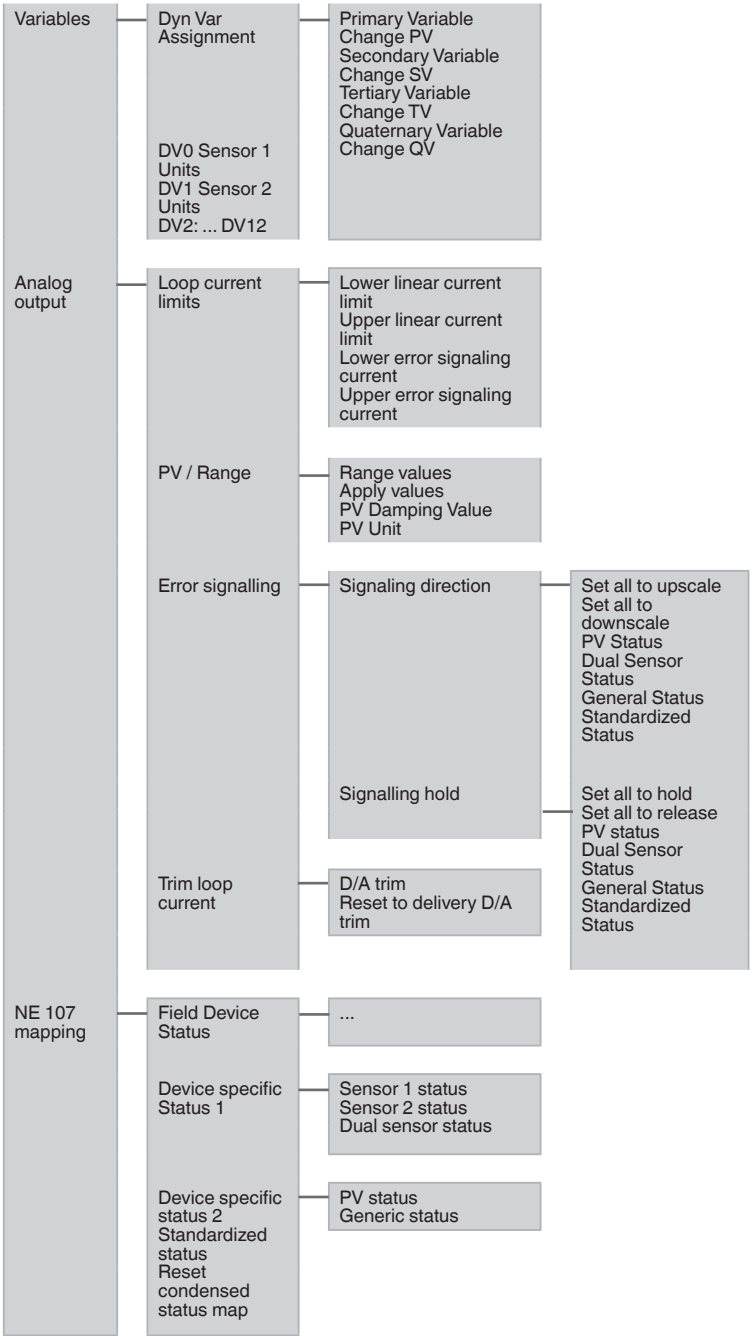 Variables
Dyn Var
Assignment
Primary Variable
Change PV
Secondary Variable
Change SV
Tertiary Variable
Change TV
Quaternary Variable
Change QV
DV0 Sensor 1
Units
DV1 Sensor 2
Units
DV2: ... DV12
Analog
output
Loop current
limits
Lower linear current
limit
Upper linear current
limit
Lower error signaling
current
Upper error signaling
current
PV / Range
Range values
Apply values
PV Damping Value
PV Unit
Error signalling
Signaling direction
Set all to upscale
Set all to
downscale
PV Status
Dual Sensor
Status
General Status
Standardized
Status
Signalling hold
Set all to hold
Set all to release
PV status
Dual Sensor
Status
General Status
Standardized
Status
Trim loop
current
D/A trim
Reset to delivery D/A
trim
NE 107
mapping
Field Device
Status
...
Device specific
Status 1
Sensor 1 status
Sensor 2 status
Dual sensor status
Device specific
status 2
Standardized
status
Reset
condensed
status map
PV status
Generic status